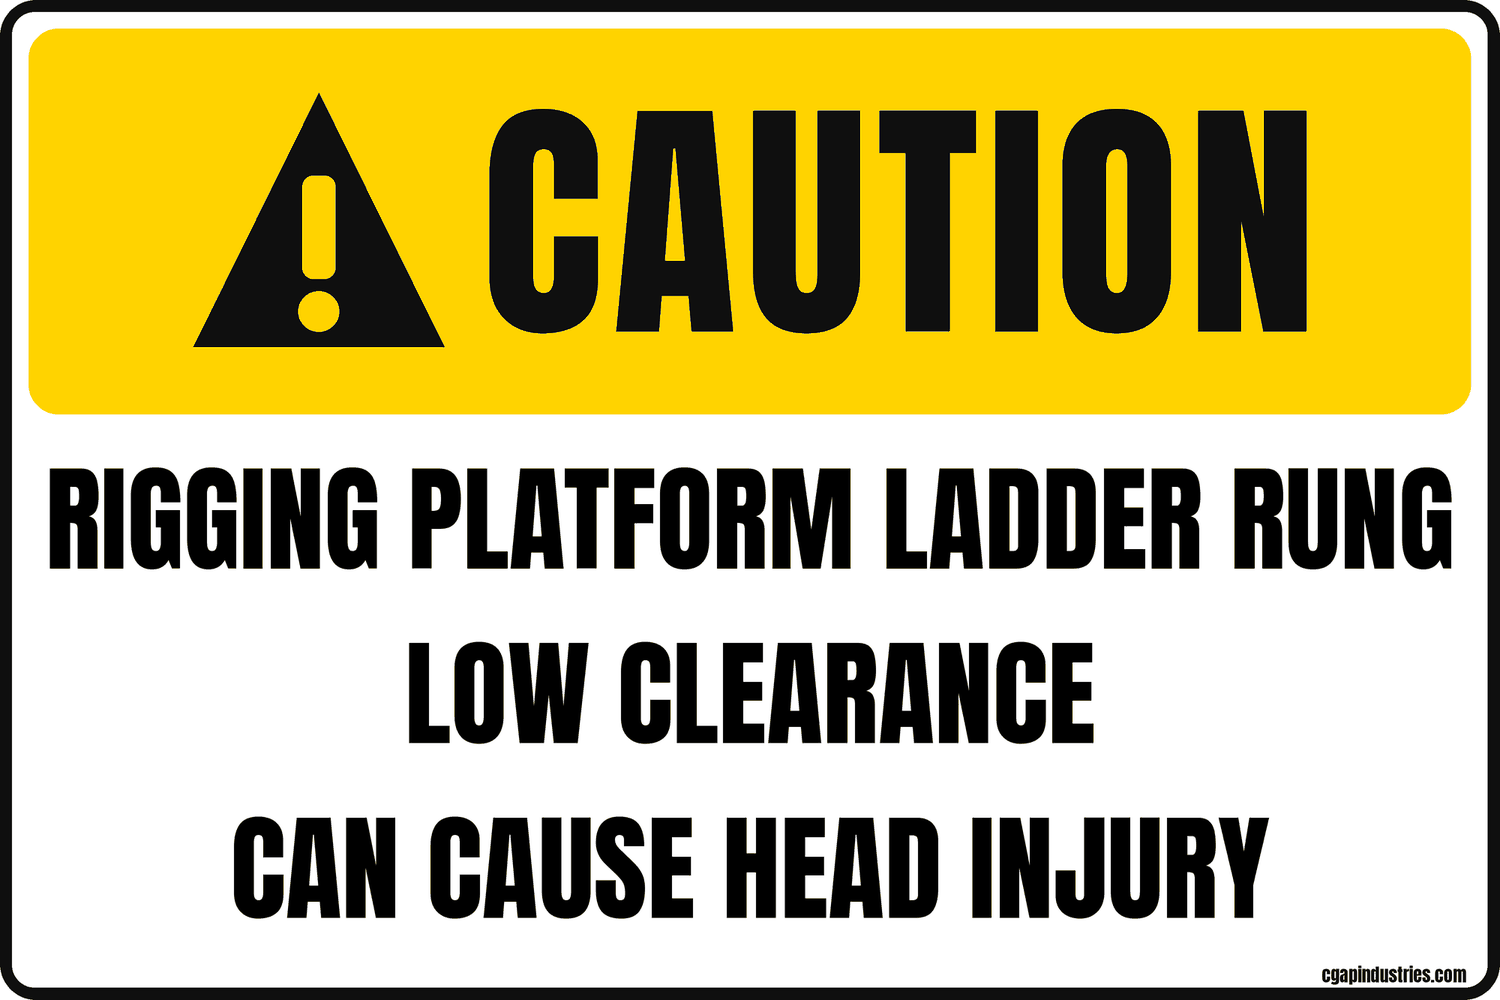 CAUTION
RIGGING PLATFORM LADDER RUNG
LOW CLEARANCE
CAN CAUSE HEAD INJURY
cgapindustries.com